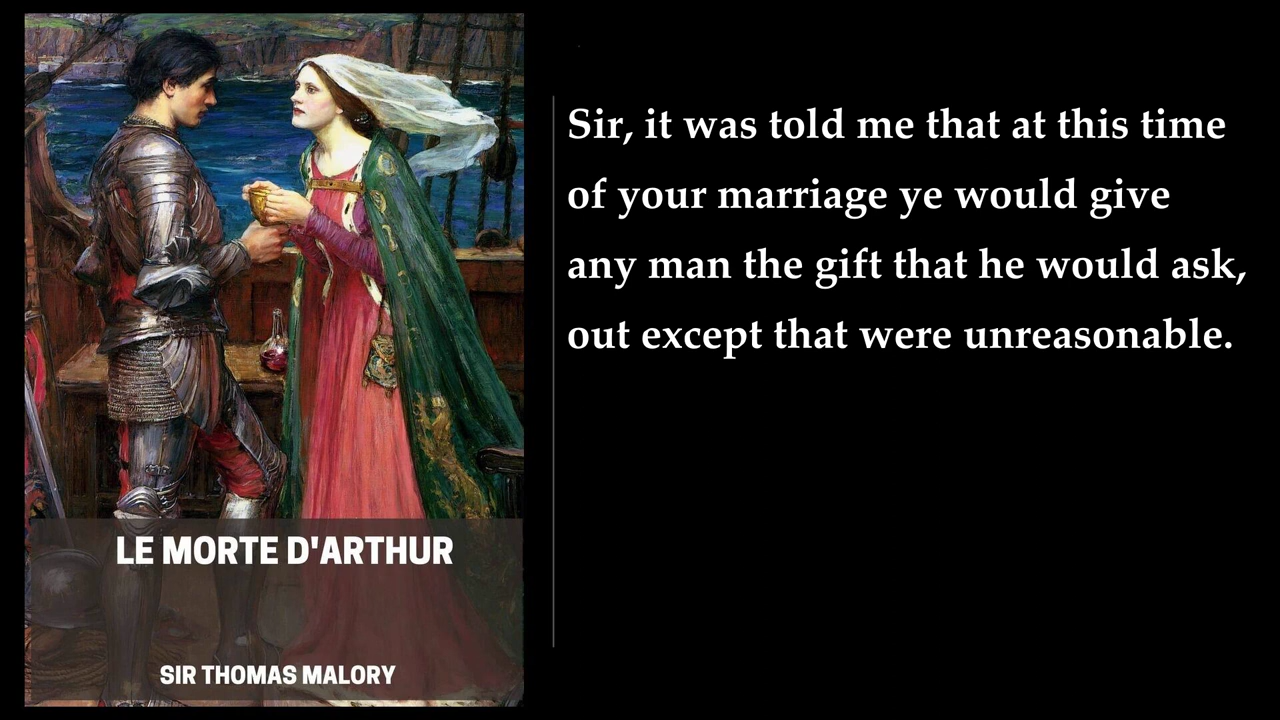 Sir, it was told me that at this time
of your marriage ye would give
any man the gift that he would ask,
out except that were unreasonable.
LE MORTE D'ARTHUR
SIR THOMAS MALORY